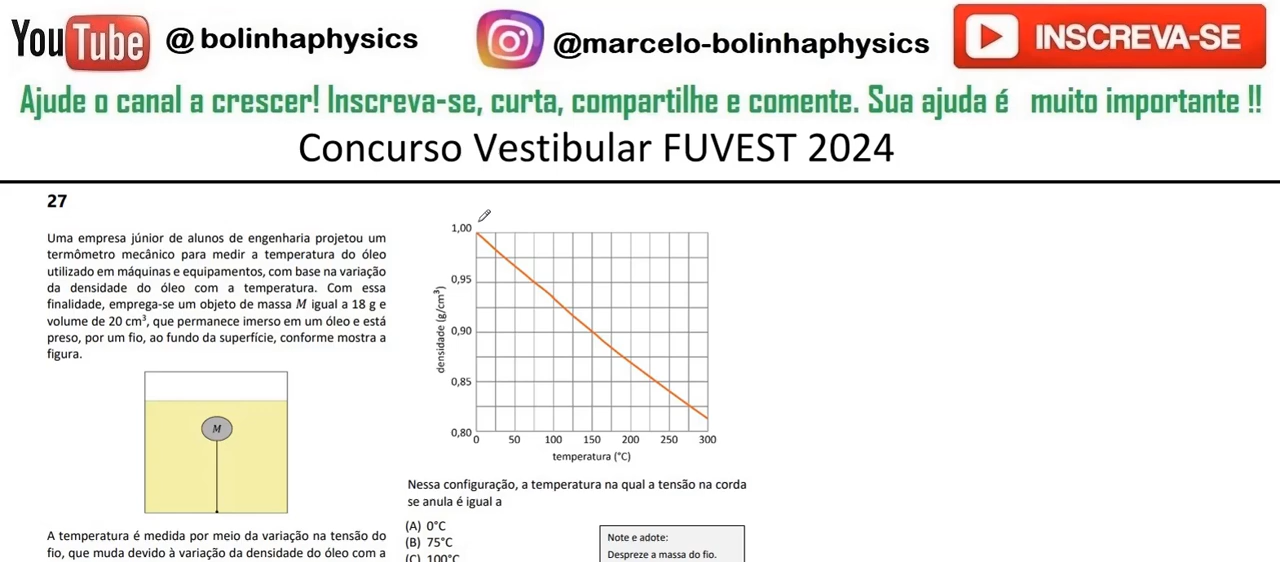 YouTube @ bolinhaphysics @marcelo-bolinhaphysics INSCREVA-SE
Ajude o canal a crescer! Inscreva-se, curta, compartilhe e comente. Sua ajuda é muito importante !!
Concurso Vestibular FUVEST 2024
27
Uma empresa júnior de alunos de engenharia projetou um
termômetro mecânico para medir a temperatura do óleo
utilizado em máquinas e equipamentos, com base na variação
da densidade do óleo com a temperatura. Com essa
finalidade, emprega-se um objeto de massa M igual a 18 g e
volume de 20 cm³, que permanece imerso em um óleo e está
preso, por um fio, ao fundo da superfície, conforme mostra a
figura.
M
A temperatura é medida por meio da variação na tensão do
fio, que muda devido à variação da densidade do óleo com a
1,00
0,95
0,90
0,85
0,80
densidade (g/cm³)
0 50 100 150 200 250 300
temperatura (°C)
Nessa configuração, a temperatura na qual a tensão na corda
se anula é igual a
(A) 0°C
(B) 75°C
(C) 100°C
Note e adote:
Despreze a massa do fio.